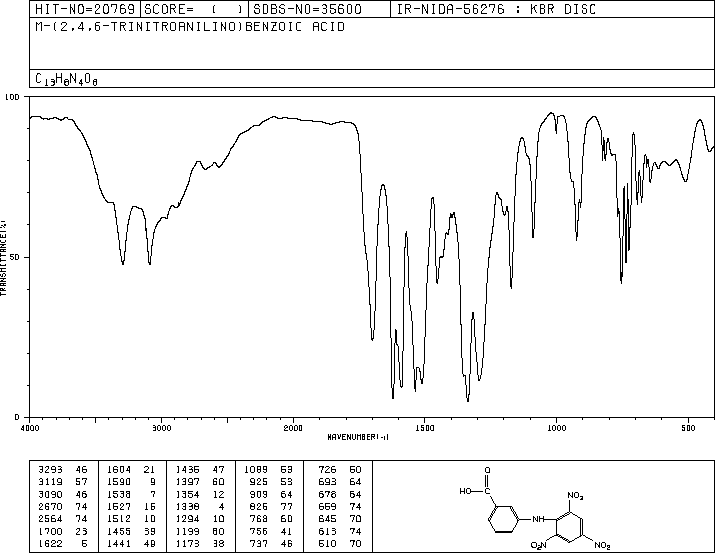 HIT-NO=20769 SCORE= ( ) SDBS-NO=35600 IR-NIDA-56276 : KBR DISC
M-(2,4,6-TRINITROANILINO)BENZOIC ACID
C13H8N4O8
100
50
0
TRANSMITTANCE(%)
4000 3000 2000 1500 1000 500
WAVENUMBER(-1)
3293 46 1604 21 1436 47 1089 53 726 50
3119 57 1590 9 1397 60 925 53 693 64
3090 46 1538 7 1354 12 909 64 678 64
2670 74 1527 15 1338 4 826 77 659 74
2564 74 1512 10 1294 10 768 60 645 70
1700 23 1455 39 1199 60 756 41 613 74
1622 5 1441 49 1173 38 737 46 510 70
O
HO C
NO2
NH
O2N NO2